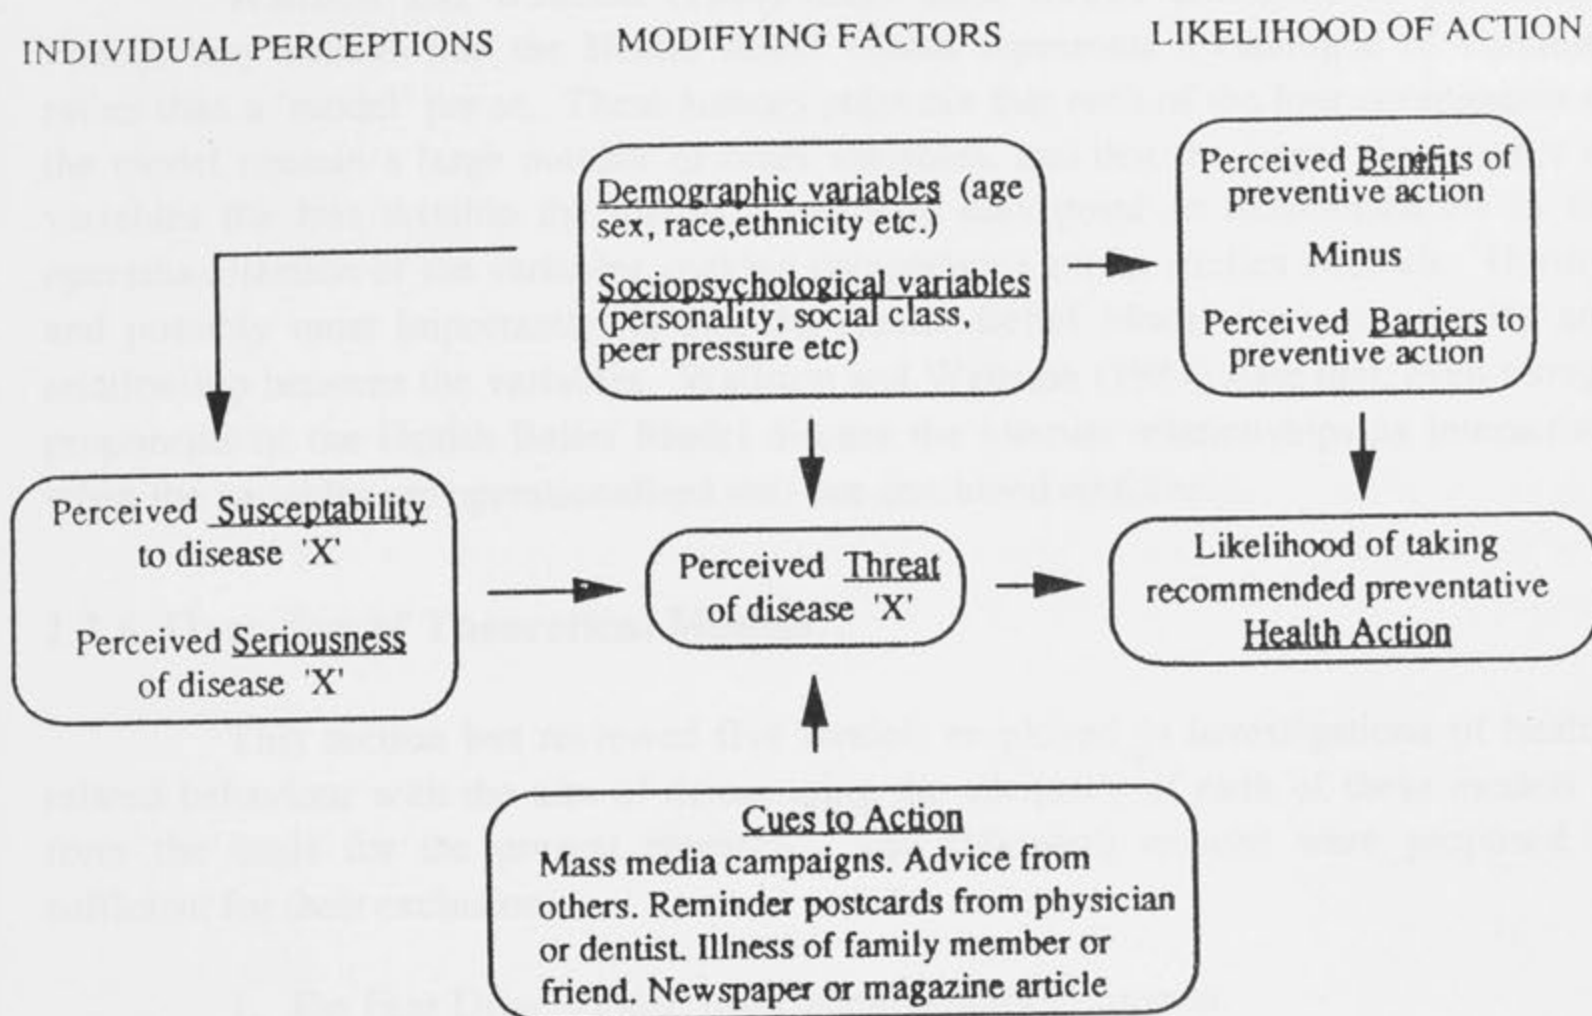 INDIVIDUAL PERCEPTIONS
MODIFYING FACTORS
LIKELIHOOD OF ACTION
Demographic variables (age
sex, race,ethnicity etc.)
Sociopsychological variables
(personality, social class,
peer pressure etc)
Perceived Benifits of
preventive action
Minus
Perceived Barriers to
preventive action
Perceived Susceptability
to disease 'X'
Perceived Seriousness
of disease 'X'
Perceived Threat
of disease 'X'
Likelihood of taking
recommended preventative
Health Action
Cues to Action
Mass media campaigns. Advice from
others. Reminder postcards from physician
or dentist. Illness of family member or
friend. Newspaper or magazine article